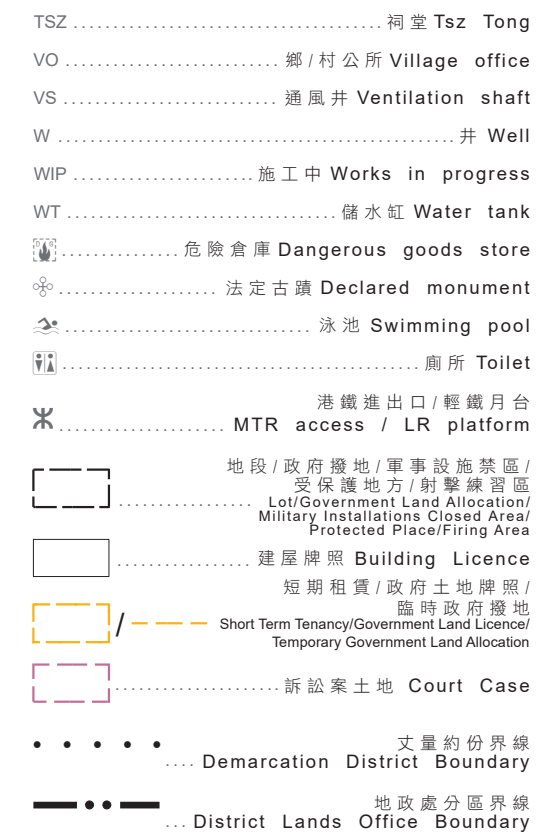 TSZ ................................ 祠堂 Tsz Tong
VO ......................... 鄉/村公所 Village office
VS ......................... 通風井 Ventilation shaft
W .............................................. 井 Well
WIP ..................... 施工中 Works in progress
WT ................................ 儲水缸 Water tank
D G ............... 危險倉庫 Dangerous goods store
................... 法定古蹟 Declared monument
............................. 泳池 Swimming pool
.......................................... 廁所 Toilet
港鐵進出口/輕鐵月台
.................... MTR access / LR platform
地段/政府撥地/軍事設施禁區/
受保護地方/射擊練習區
................ Lot/Government Land Allocation/
Military Installations Closed Area/
Protected Place/Firing Area
................ 建屋牌照 Building Licence
短期租賃/政府土地牌照/
臨時政府撥地
/ Short Term Tenancy/Government Land Licence/
Temporary Government Land Allocation
.................... 訴訟案土地 Court Case
丈量約份界線
.... Demarcation District Boundary
地政處分區界線
... District Lands Office Boundary